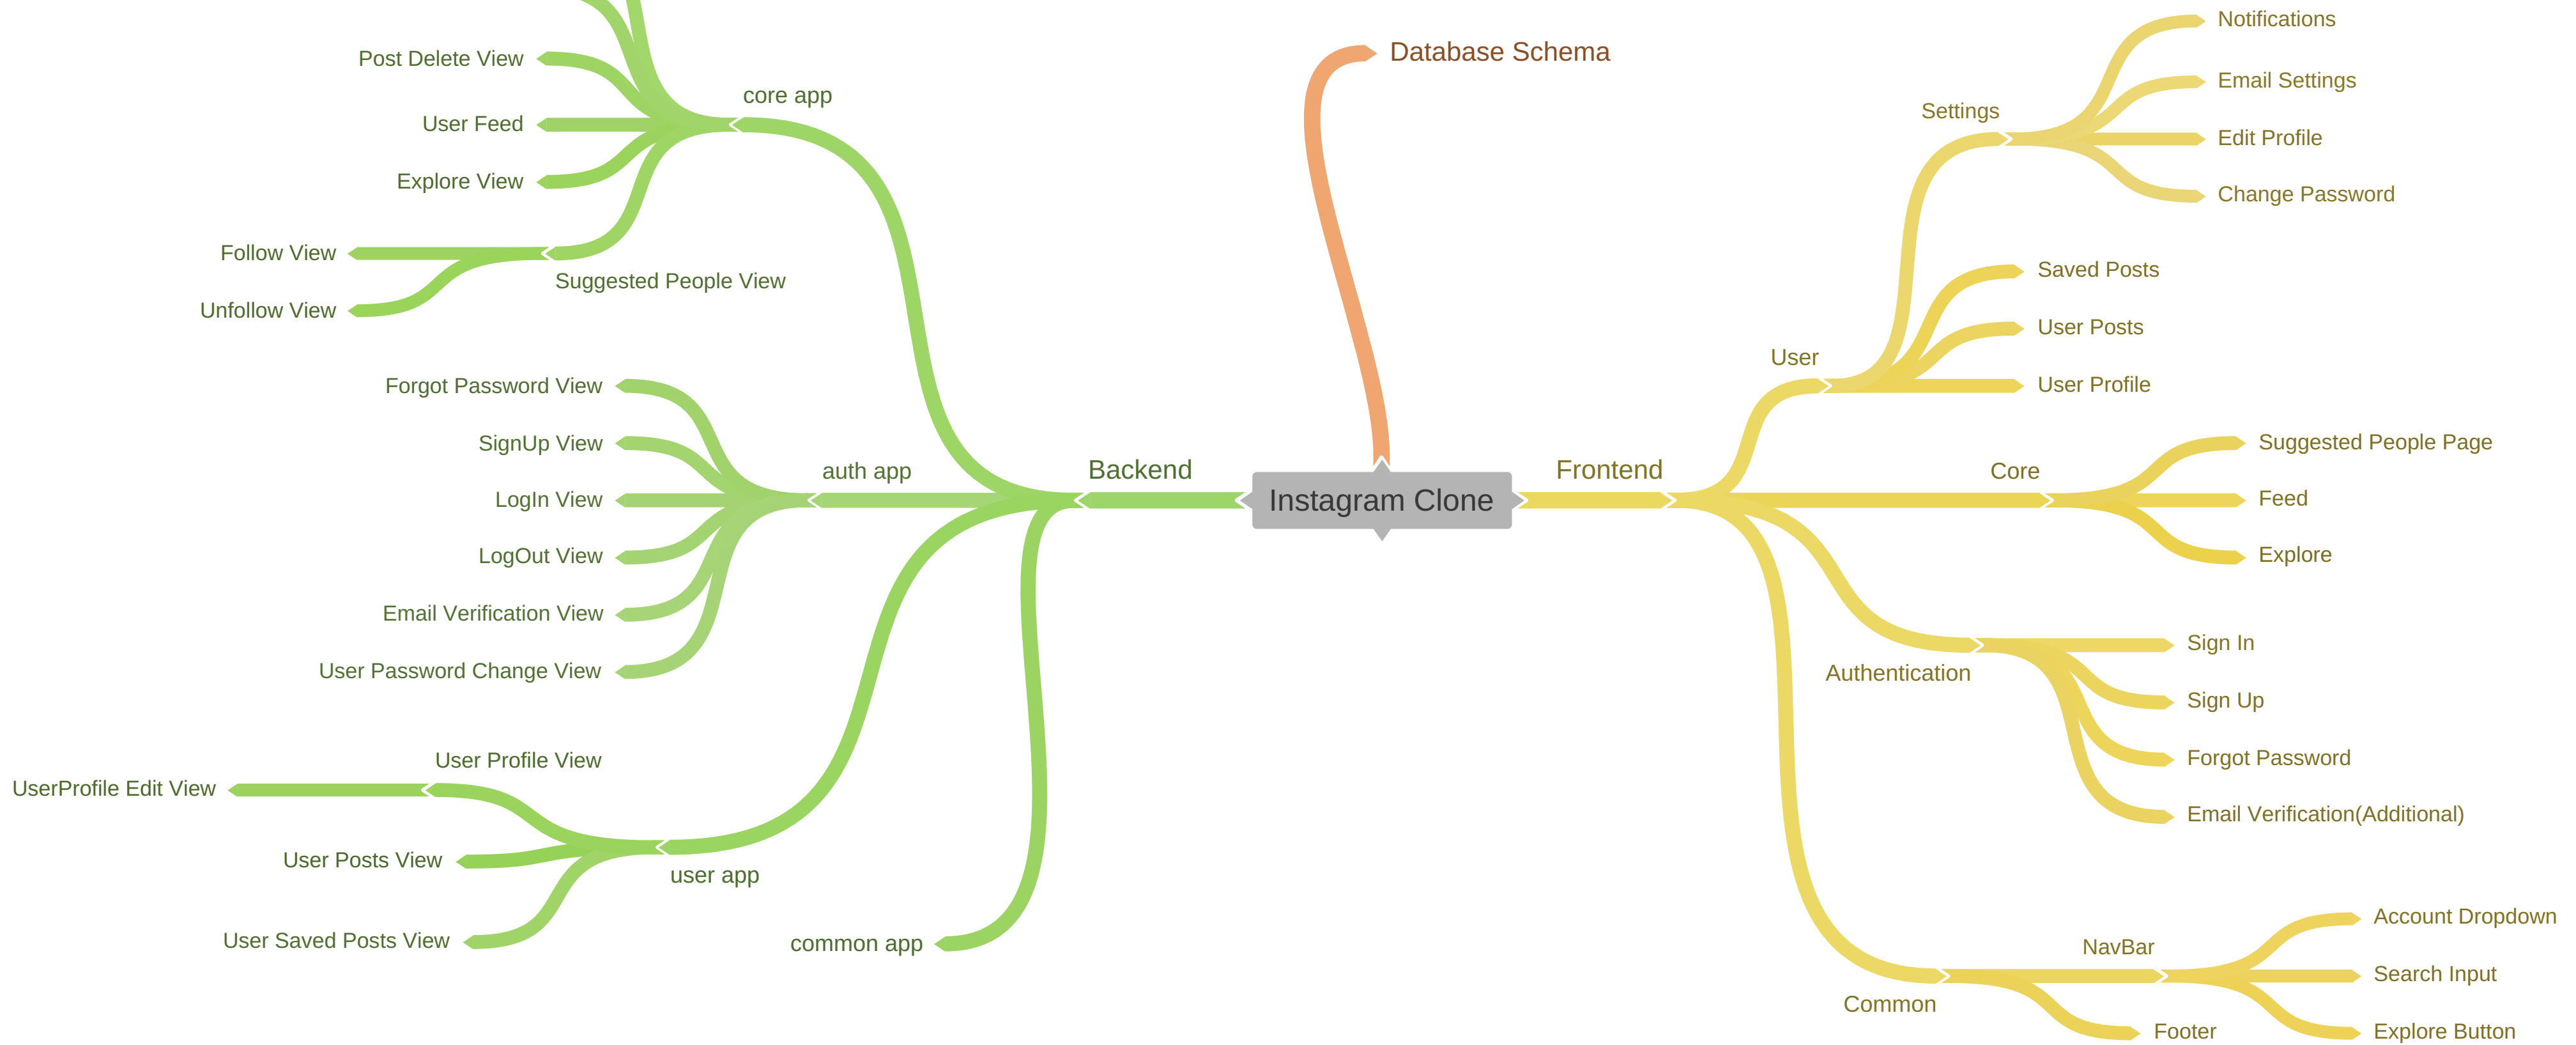 Instagram Clone
Database Schema
Backend
core app
Post Delete View
User Feed
Explore View
Suggested People View
Follow View
Unfollow View
auth app
Forgot Password View
SignUp View
LogIn View
LogOut View
Email Verification View
User Password Change View
user app
User Profile View
UserProfile Edit View
User Posts View
User Saved Posts View
common app
Frontend
User
Settings
Notifications
Email Settings
Edit Profile
Change Password
Saved Posts
User Posts
User Profile
Core
Suggested People Page
Feed
Explore
Authentication
Sign In
Sign Up
Forgot Password
Email Verification(Additional)
Common
NavBar
Account Dropdown
Search Input
Explore Button
Footer